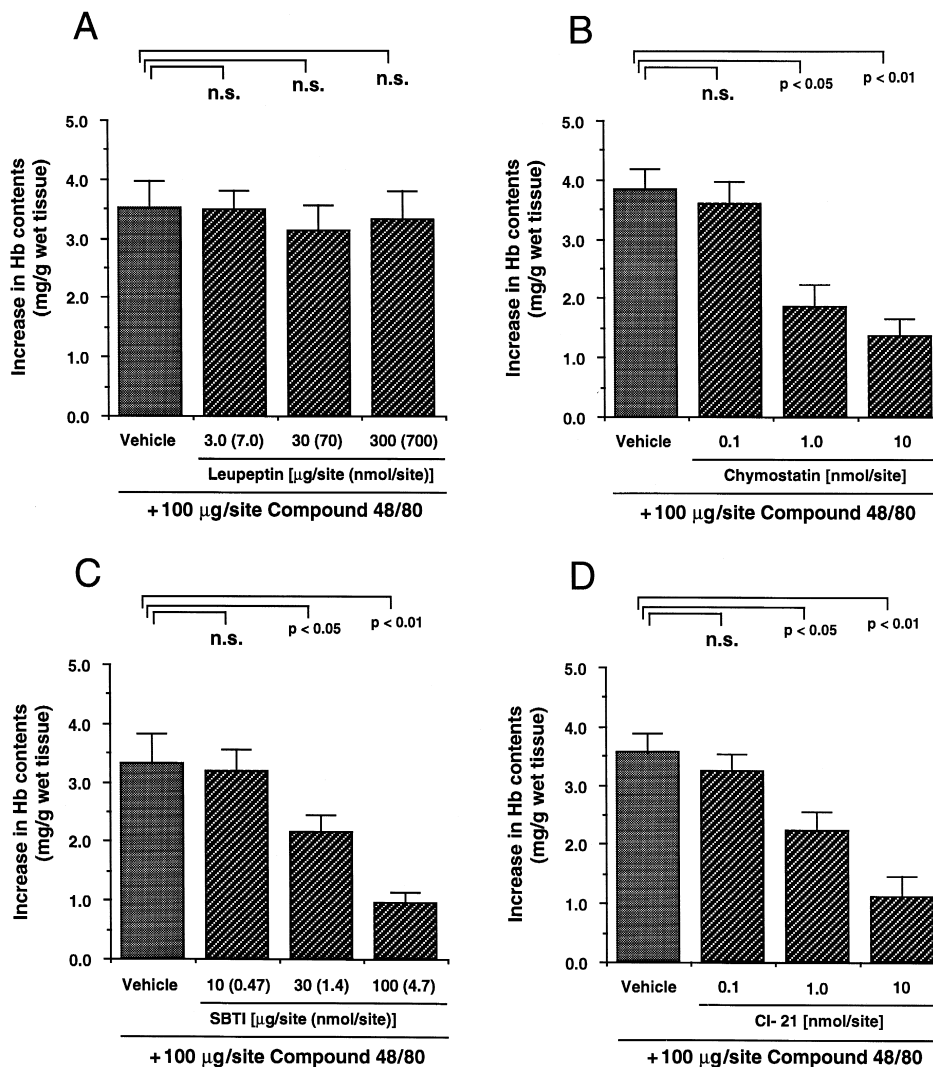 A
n.s.
n.s.
n.s.
Increase in Hb contents
(mg/g wet tissue)
5.0
4.0
3.0
2.0
1.0
0.0
Vehicle 3.0 (7.0) 30 (70) 300 (700)
Leupeptin [μg/site (nmol/site)]
+100 μg/site Compound 48/80
B
n.s.
p < 0.05
p < 0.01
Increase in Hb contents
(mg/g wet tissue)
5.0
4.0
3.0
2.0
1.0
0.0
Vehicle 0.1 1.0 10
Chymostatin [nmol/site]
+100 μg/site Compound 48/80
C
n.s.
p < 0.05
p < 0.01
Increase in Hb contents
(mg/g wet tissue)
5.0
4.0
3.0
2.0
1.0
0.0
Vehicle 10 (0.47) 30 (1.4) 100 (4.7)
SBTI [μg/site (nmol/site)]
+100 μg/site Compound 48/80
D
n.s.
p < 0.05
p < 0.01
Increase in Hb contents
(mg/g wet tissue)
5.0
4.0
3.0
2.0
1.0
0.0
Vehicle 0.1 1.0 10
CI- 21 [nmol/site]
+100 μg/site Compound 48/80